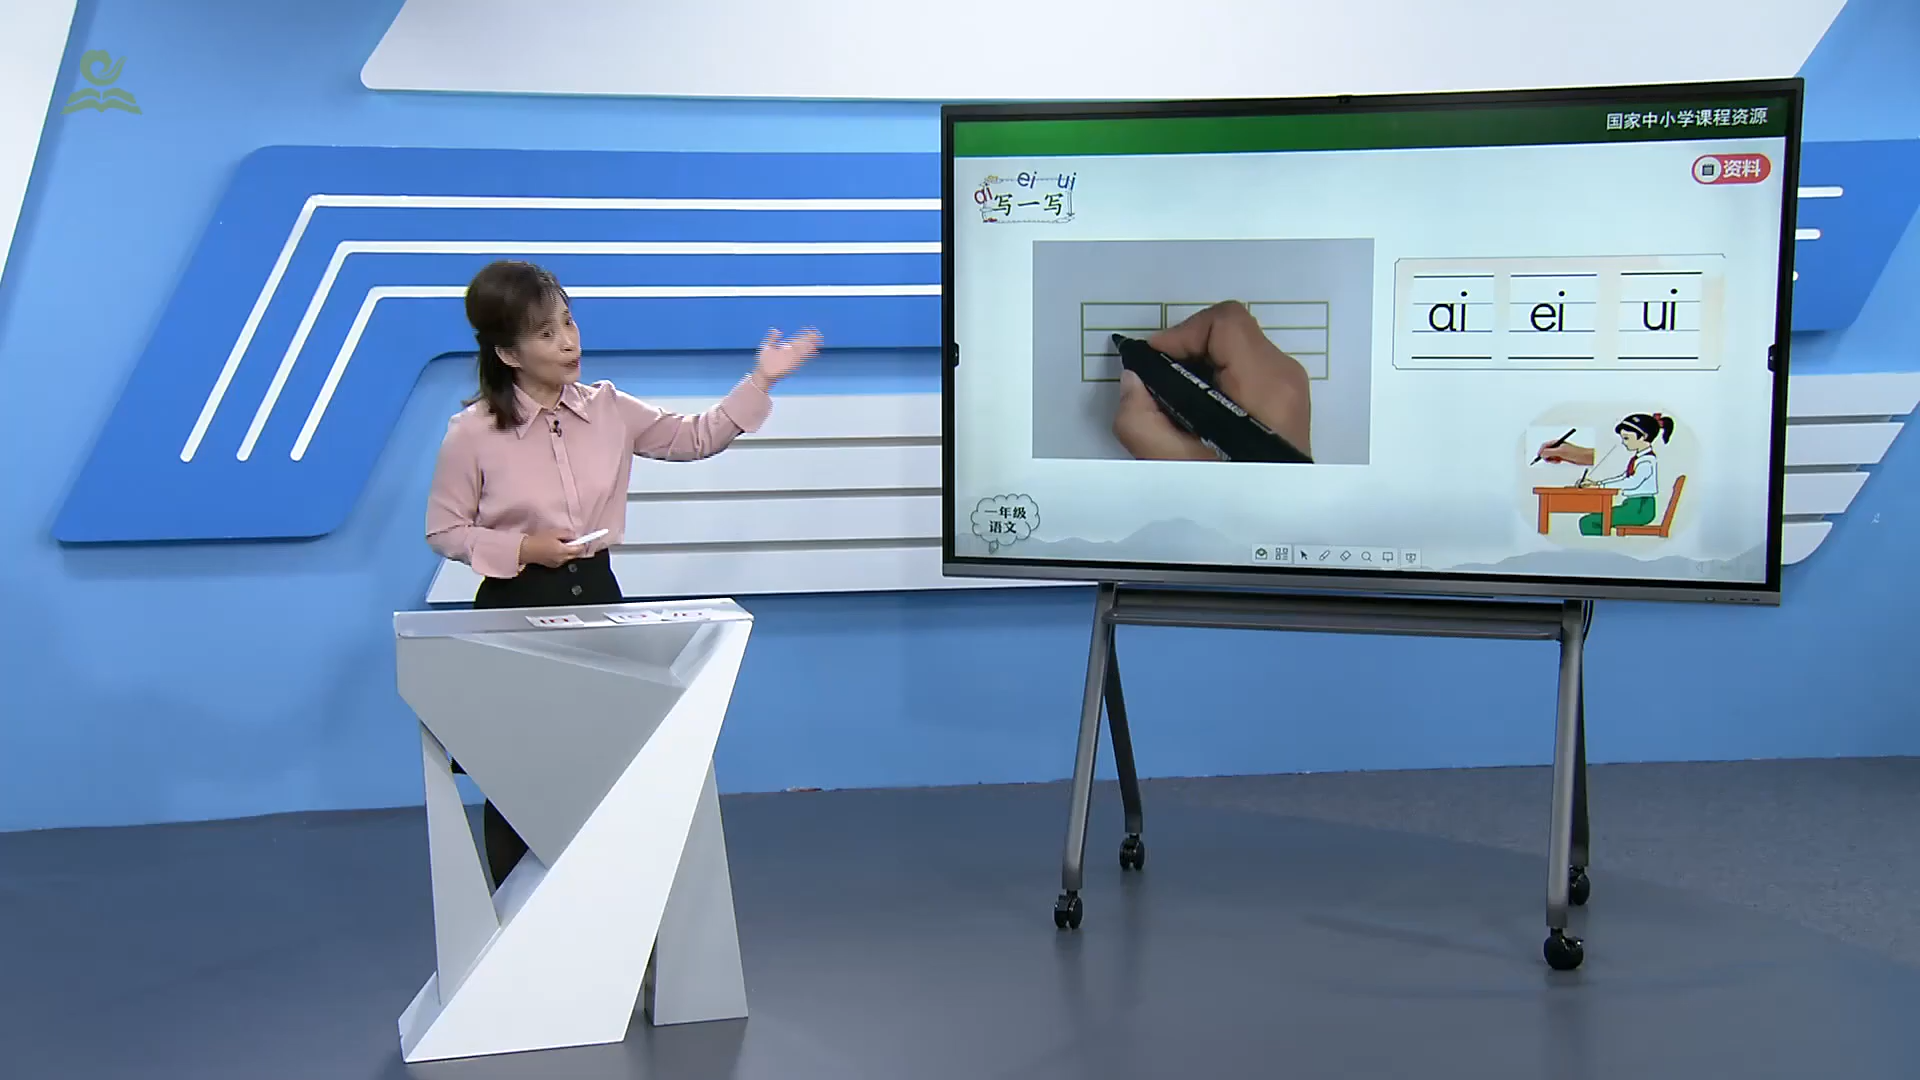 国家中小学课程资源
资料
ai ei ui
写一写
ai ei ui
一年级
语文